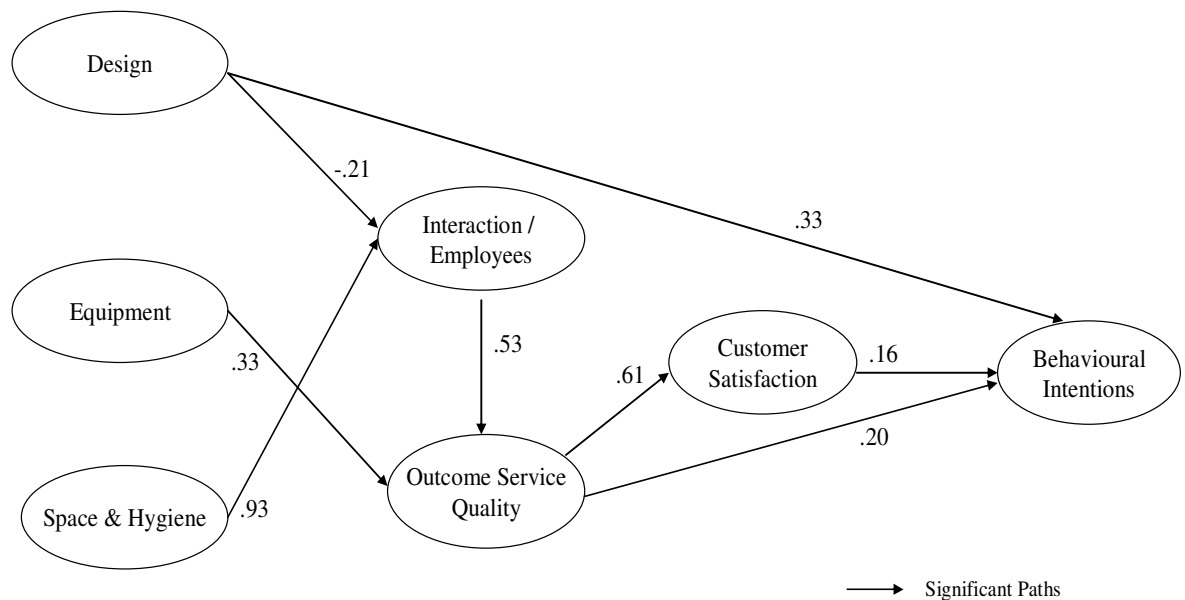 Design
-.21
Interaction /
Employees
.33
Equipment
.33
.53
Customer
Satisfaction
.16
Behavioural
Intentions
.61
.20
Outcome Service
Quality
Space & Hygiene
.93
Significant Paths